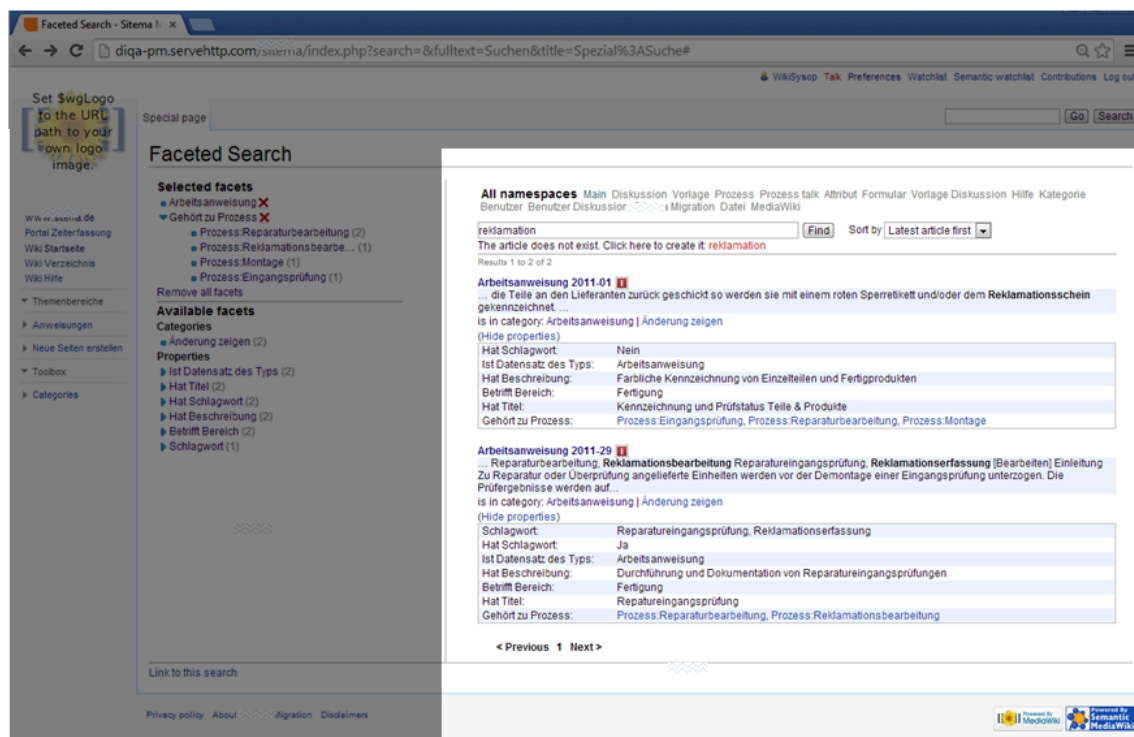 Faceted Search - Sitema
diqa-pm.servehttp.com/sitema/index.php?search=&fulltext=Suchen&title=Spezial%3ASuche#
WikiSysop Talk Preferences Watchlist Semantic watchlist Contributions Log out
Set $wgLogo
to the URL
path to your
own logo
image.
Special page
Go Search
Faceted Search
Selected facets
Arbeitsanweisung
Gehört zu Prozess
Prozess:Reparaturbearbeitung (2)
Prozess:Reklamationsbearbe... (1)
Prozess:Montage (1)
Prozess:Eingangsprüfung (1)
Remove all facets
Available facets
Categories
Änderung zeigen (2)
Properties
Ist Datensatz des Typs (2)
Hat Titel (2)
Hat Schlagwort (2)
Hat Beschreibung (2)
Betrifft Bereich (2)
Schlagwort (1)
Portal Zeiterfassung
Wiki Startseite
Wiki Verzeichnis
Wiki Hilfe
Themenbereiche
Anweisungen
Neue Seiten erstellen
Toolbox
Categories
All namespaces Main Diskussion Vorlage Prozess Prozess talk Attribut Formular Vorlage Diskussion Hilfe Kategorie
Benutzer Benutzer Diskussion Migration Datei MediaWiki
reklamation Find Sort by Latest article first
The article does not exist. Click here to create it: reklamation
Results 1 to 2 of 2
Arbeitsanweisung 2011-01
... die Teile an den Lieferanten zurück geschickt so werden sie mit einem roten Sperretikett und/oder dem Reklamationsschein
gekennzeichnet. ...
is in category: Arbeitsanweisung | Änderung zeigen
(Hide properties)
Hat Schlagwort: Nein
Ist Datensatz des Typs: Arbeitsanweisung
Hat Beschreibung: Farbliche Kennzeichnung von Einzelteilen und Fertigprodukten
Betrifft Bereich: Fertigung
Hat Titel: Kennzeichnung und Prüfstatus Teile & Produkte
Gehört zu Prozess: Prozess:Eingangsprüfung, Prozess:Reparaturbearbeitung, Prozess:Montage
Arbeitsanweisung 2011-29
... Reparaturbearbeitung, Reklamationsbearbeitung Reparatureingangsprüfung, Reklamationserfassung [Bearbeiten] Einleitung
Zu Reparatur oder Überprüfung angelieferte Einheiten werden vor der Demontage einer Eingangsprüfung unterzogen. Die
Prüfergebnisse werden auf...
is in category: Arbeitsanweisung | Änderung zeigen
(Hide properties)
Schlagwort: Reparatureingangsprüfung, Reklamationserfassung
Hat Schlagwort: Ja
Ist Datensatz des Typs: Arbeitsanweisung
Hat Beschreibung: Durchführung und Dokumentation von Reparatureingangsprüfungen
Betrifft Bereich: Fertigung
Hat Titel: Repatureingangsprüfung
Gehört zu Prozess: Prozess:Reparaturbearbeitung, Prozess:Reklamationsbearbeitung
< Previous 1 Next >
Link to this search
Privacy policy About Migration Disclaimers
Powered By
MediaWiki
Powered By
Semantic
MediaWiki